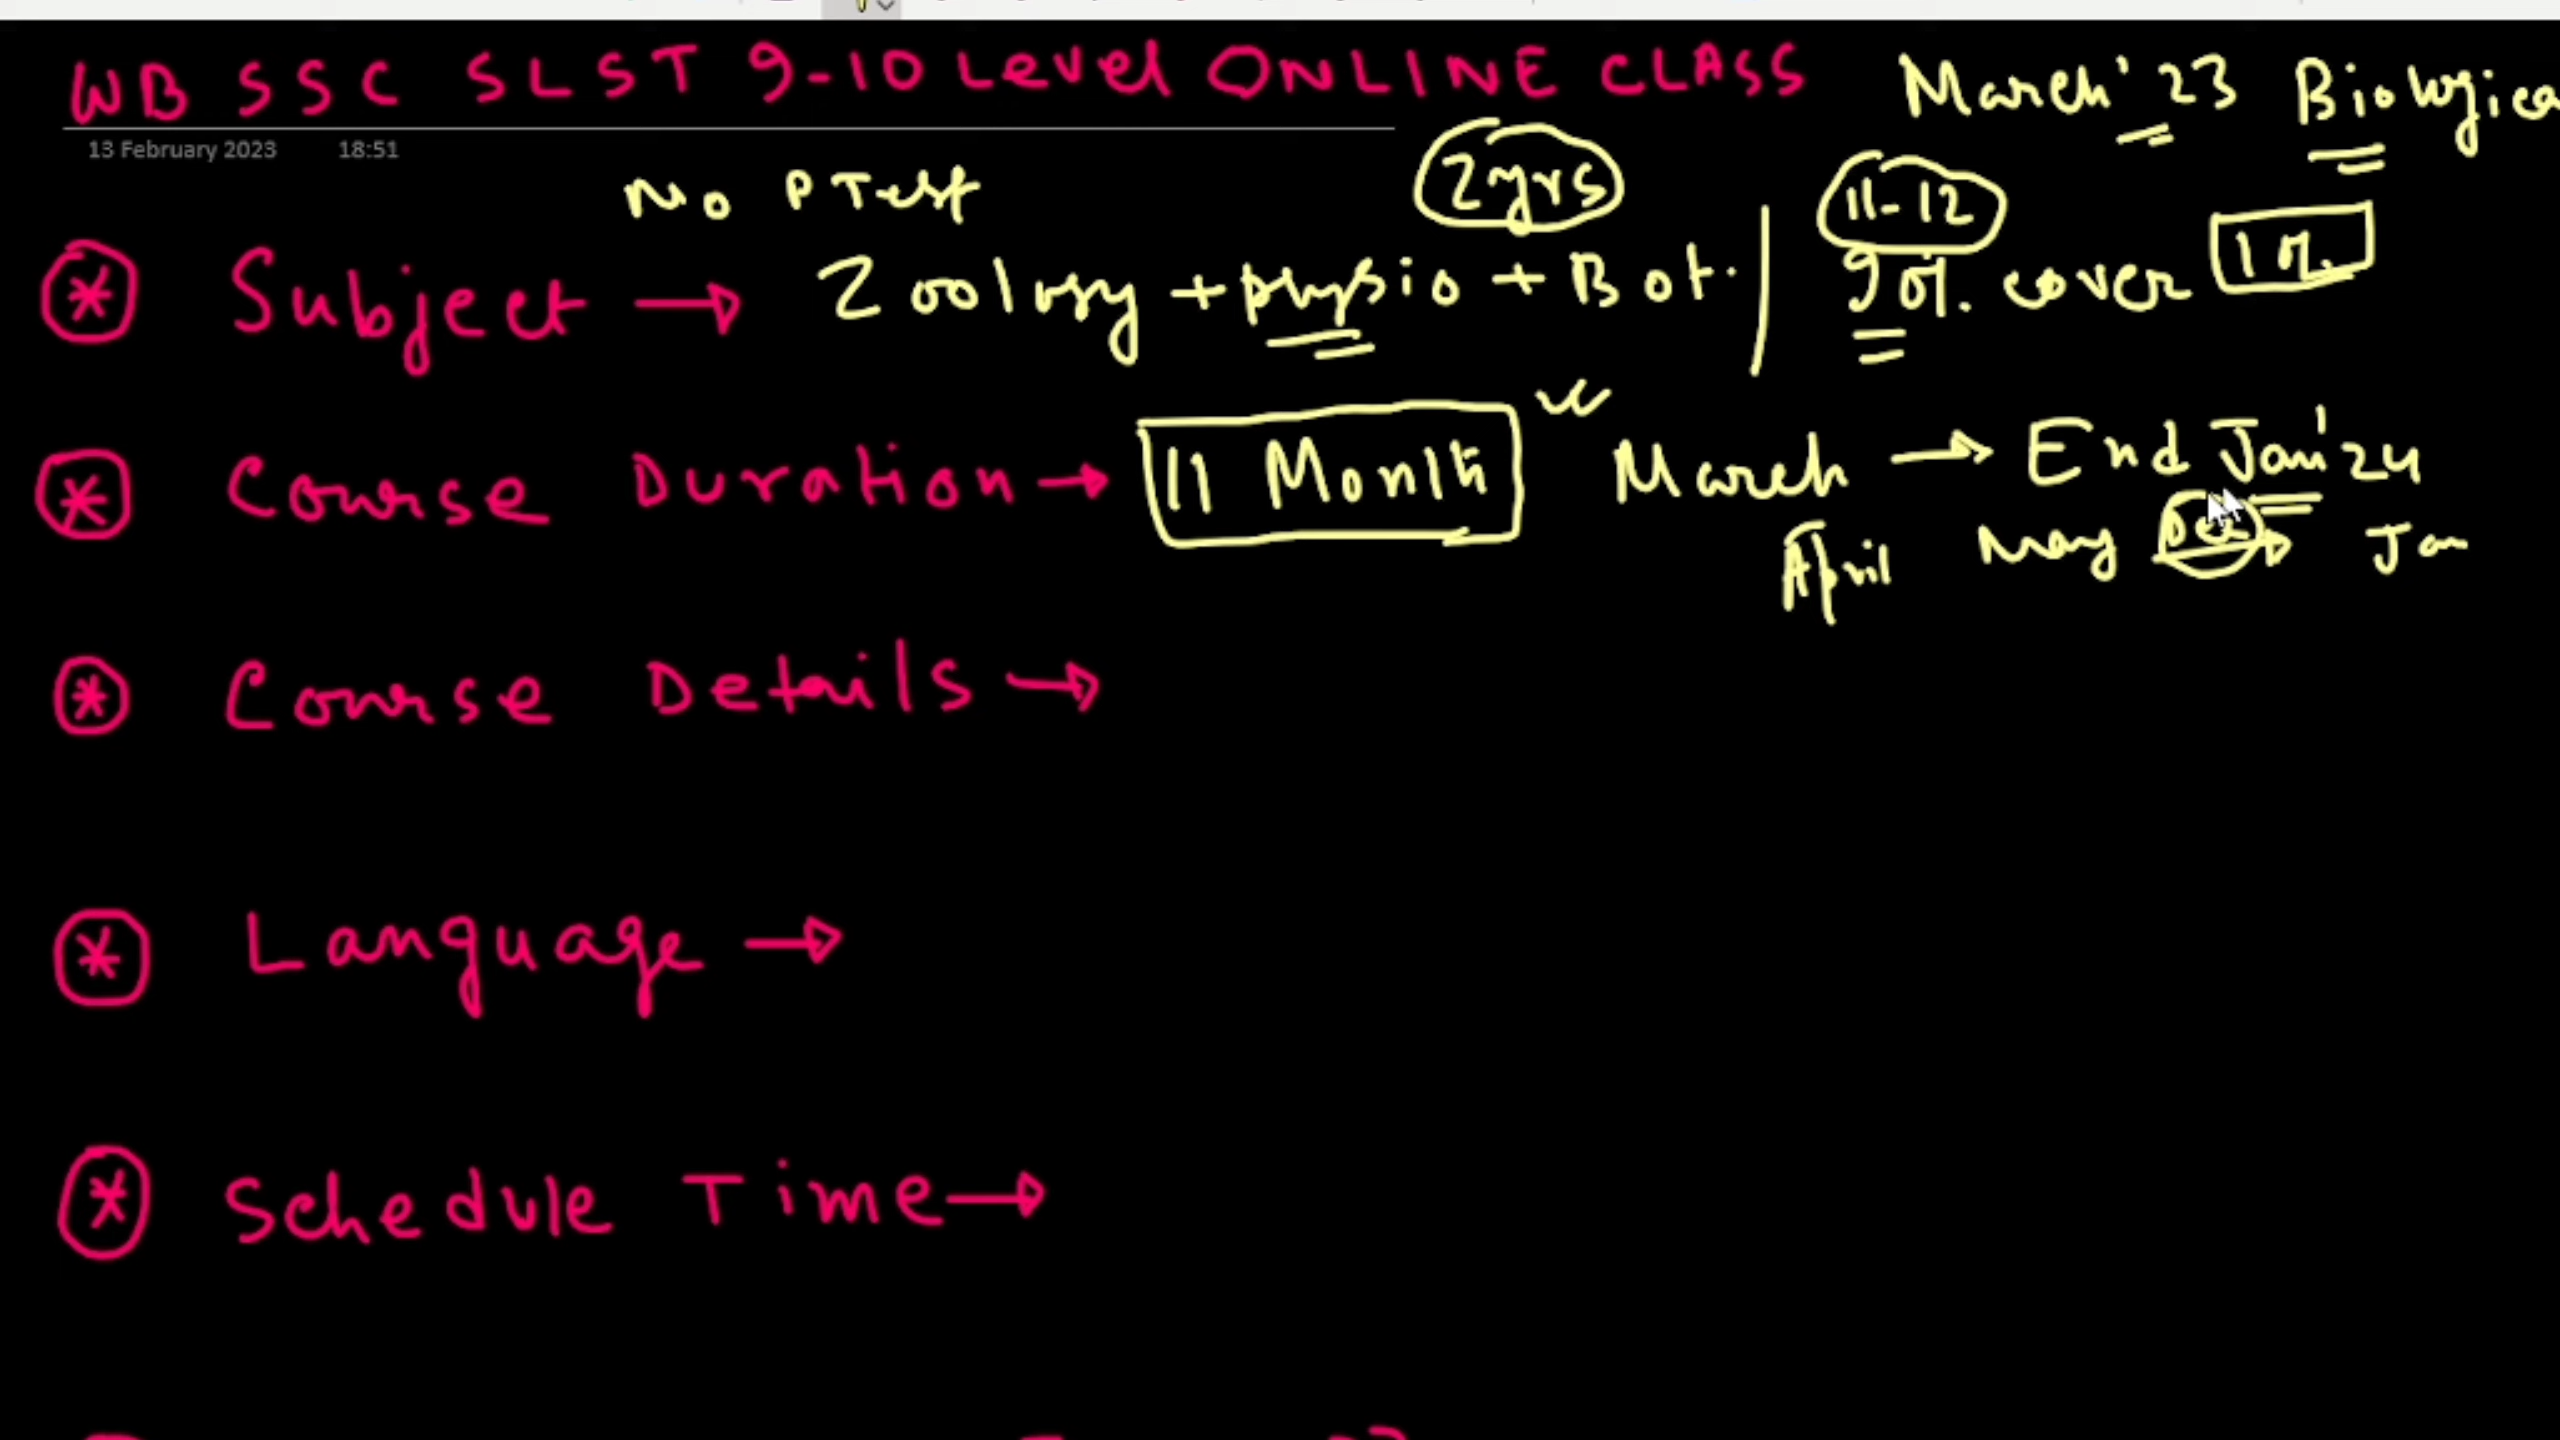 WB SSC SLST 9-10 Level ONLINE CLASS March'23 Biologica
13 February 2023 18:51
No P Test 2yrs 11-12
* Subject → Zoology + physio + Bot. | 90%. cover
* Course Duration → 11 Month March → End Jan'24
April May Dec → Jan
* Course Details →
* Language →
* Schedule Time →